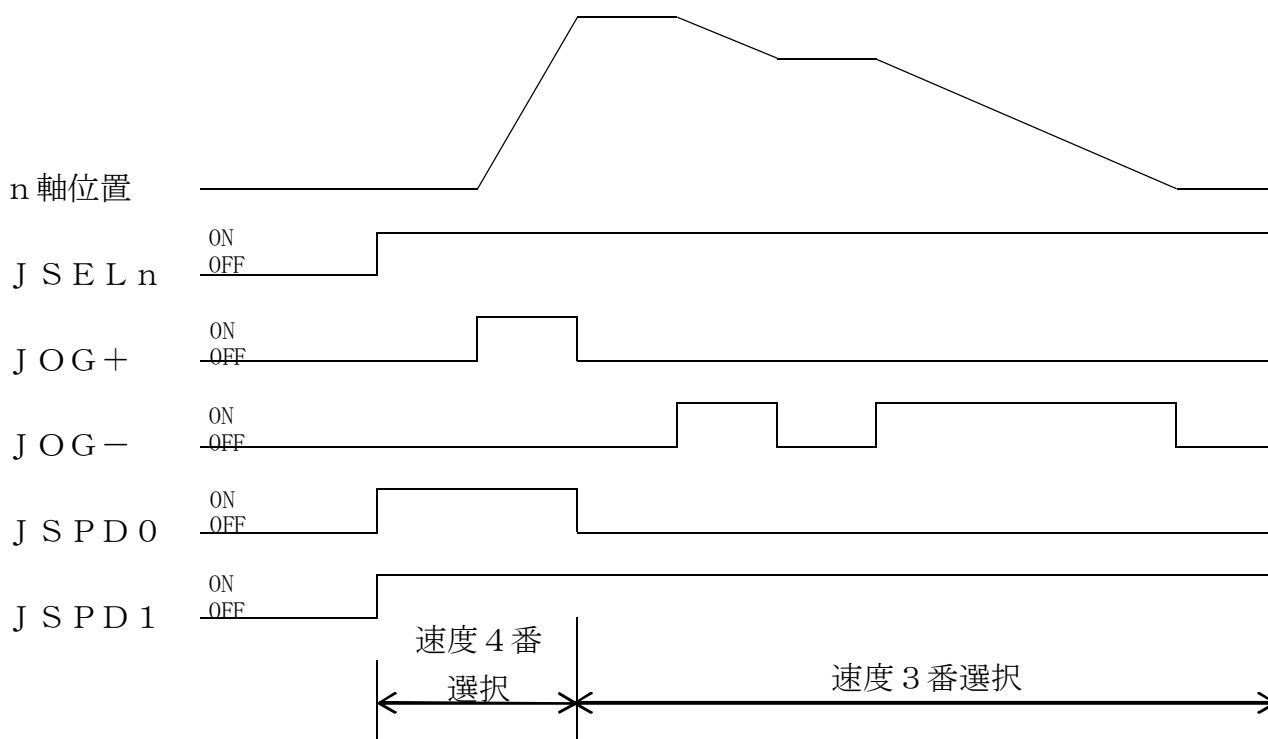 ｎ軸位置
ON
OFF
ＪＳＥＬｎ
ON
OFF
ＪＯＧ＋
ON
OFF
ＪＯＧ－
ON
OFF
ＪＳＰＤ０
ON
OFF
ＪＳＰＤ１
速度４番
選択
速度３番選択